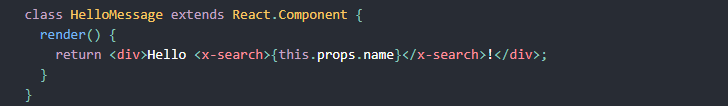 class HelloMessage extends React.Component {
  render() {
    return <div>Hello <x-search>{this.props.name}</x-search>!</div>;
  }
}